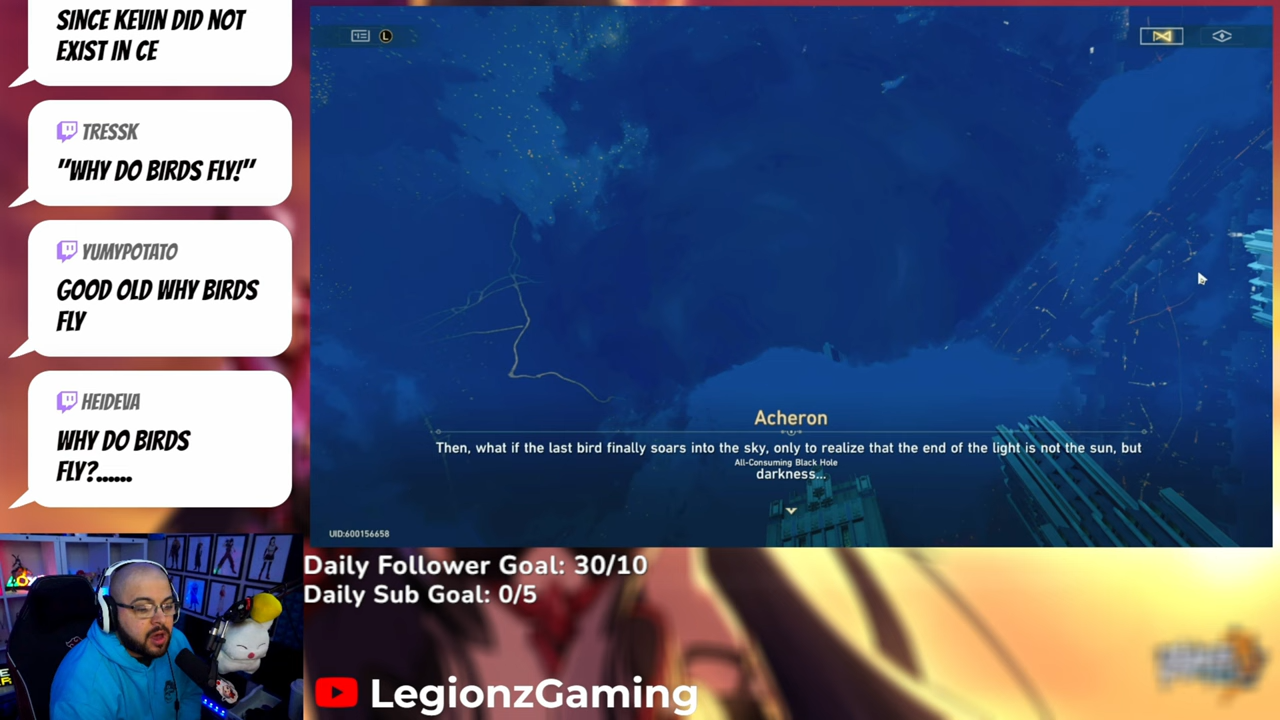 SINCE KEVIN DID NOT
EXIST IN CE
TRESSK
"WHY DO BIRDS FLY!"
YUMYPOTATO
GOOD OLD WHY BIRDS
FLY
HEIDEVA
WHY DO BIRDS
FLY?......
L
Acheron
Then, what if the last bird finally soars into the sky, only to realize that the end of the light is not the sun, but
All-Consuming Black Hole
darkness...
UID:600156658
Daily Follower Goal: 30/10
Daily Sub Goal: 0/5
LegionzGaming